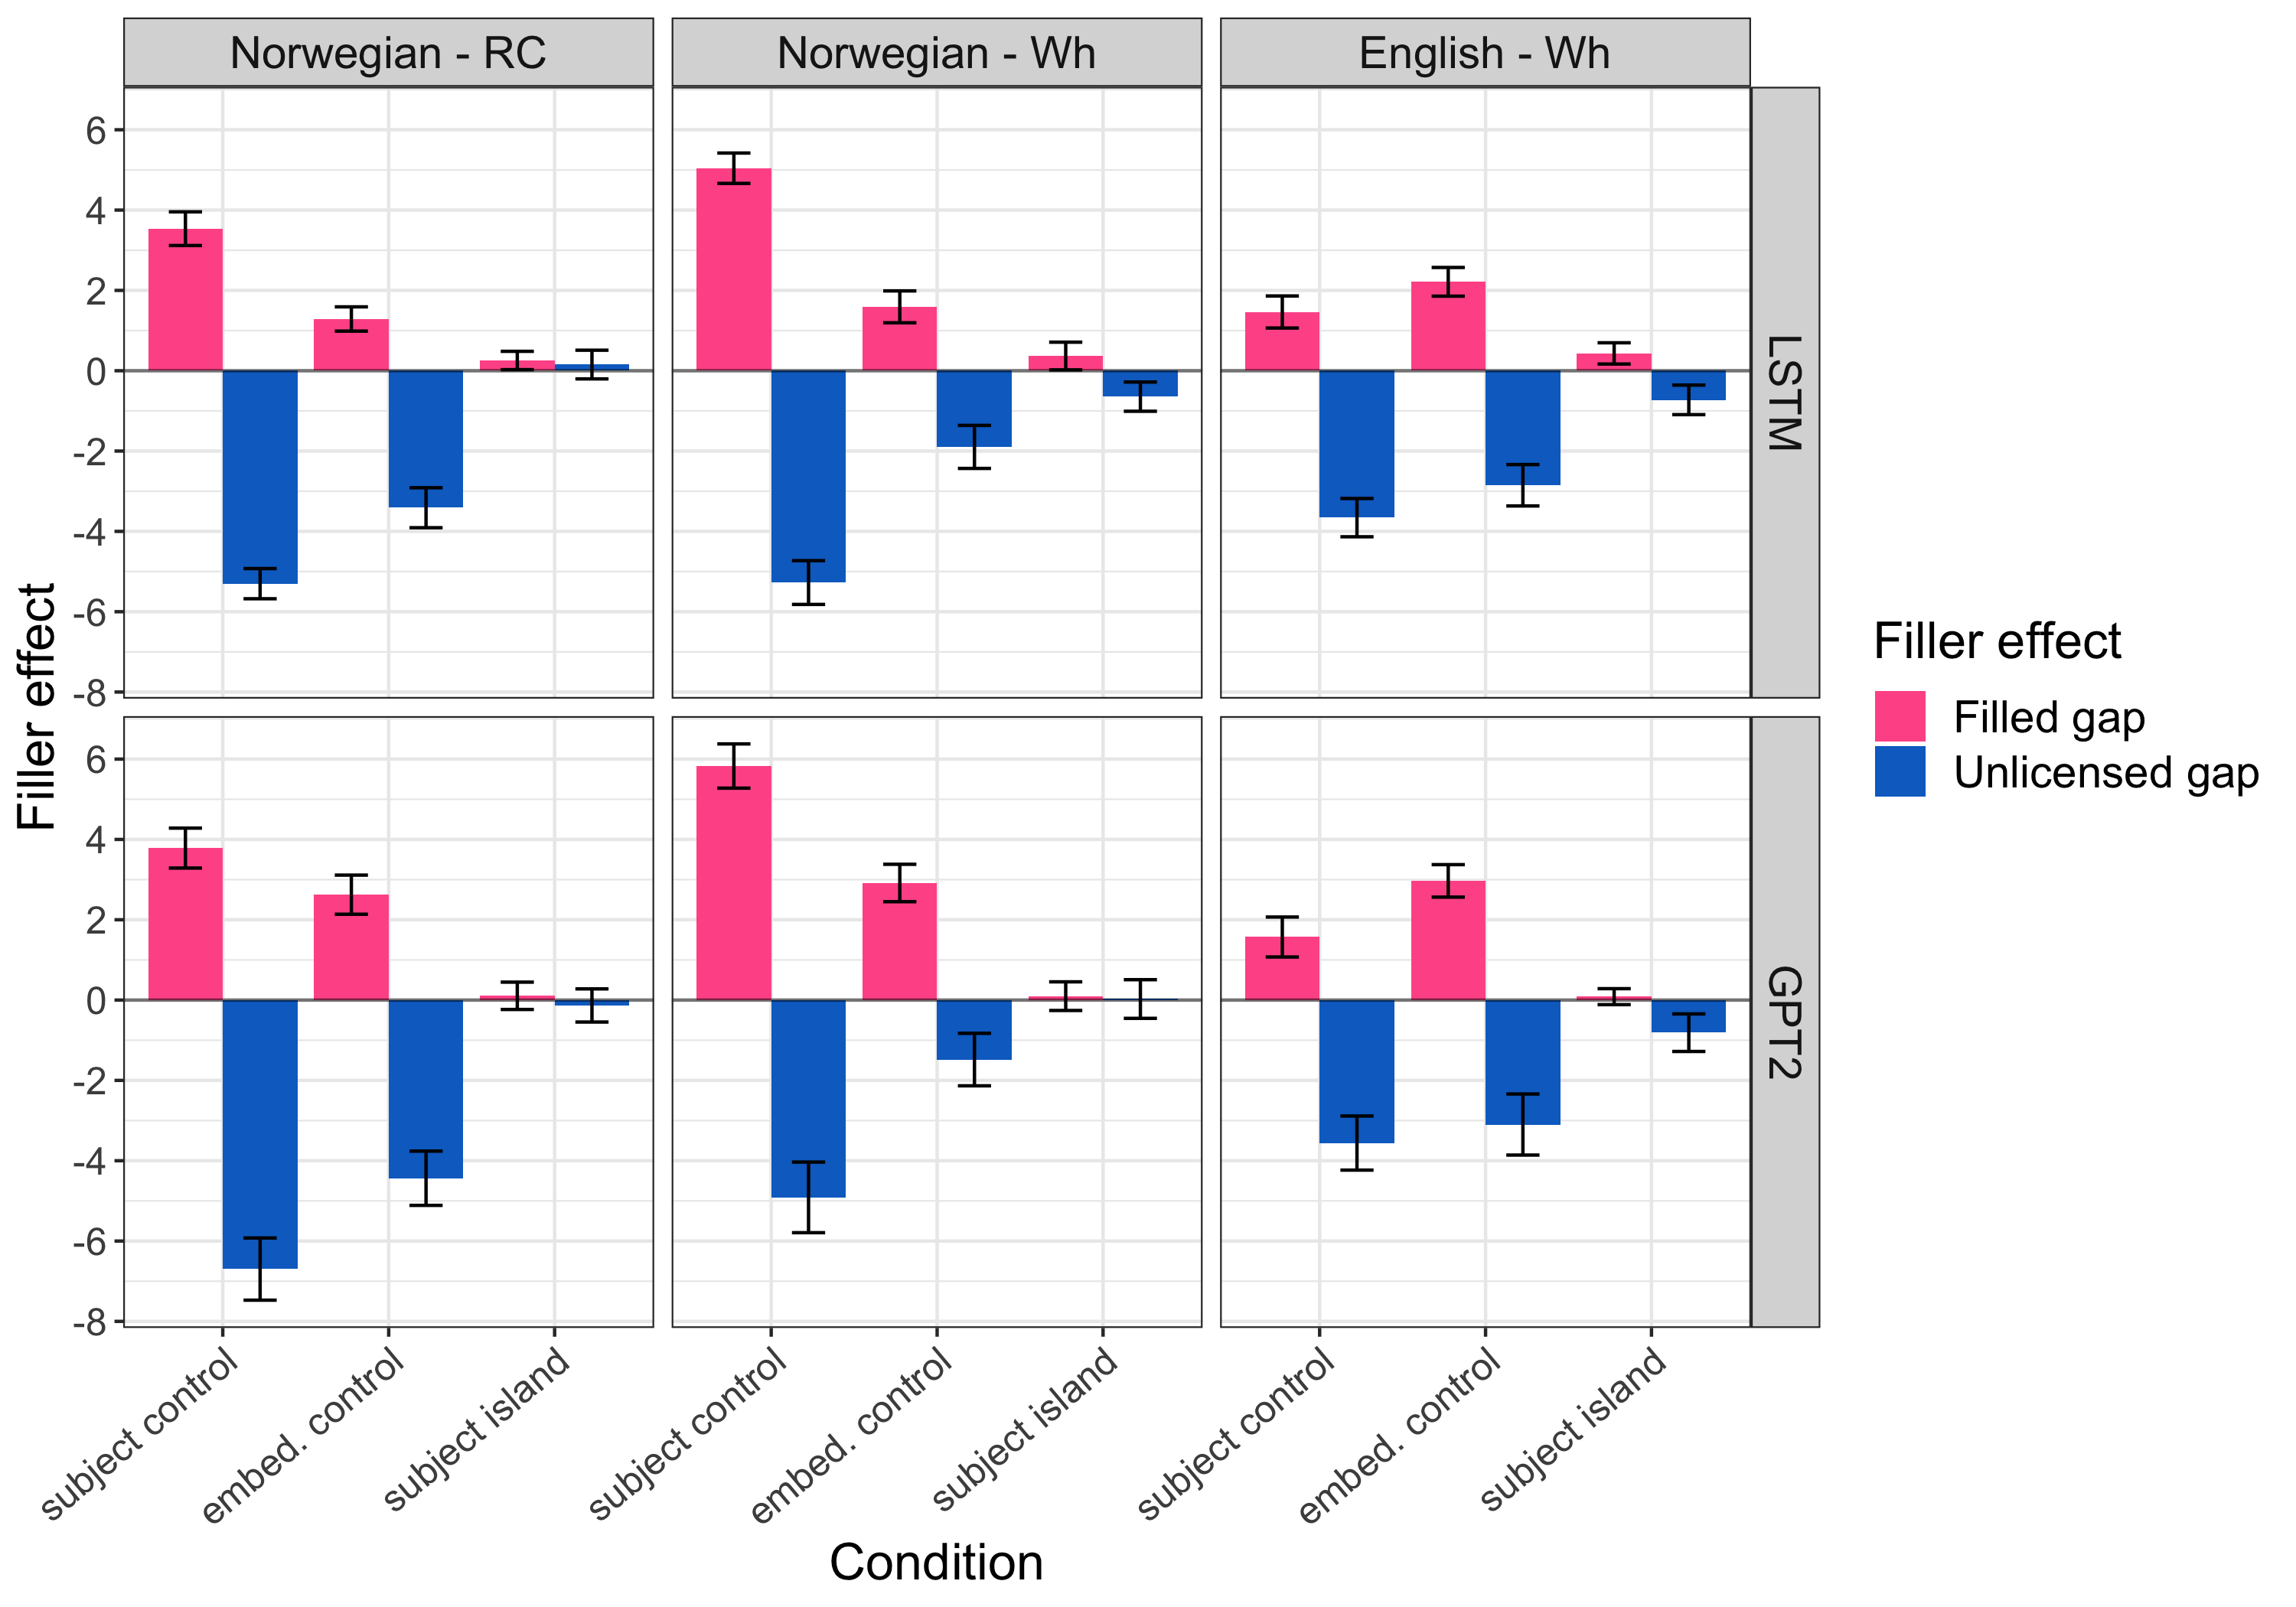 Norwegian - RC
Norwegian - Wh
English - Wh
6
4
2
0
-2
-4
-6
-8
LSTM
6
4
2
0
-2
-4
-6
-8
GPT2
Filler effect
subject control
embed. control
subject island
subject control
embed. control
subject island
subject control
embed. control
subject island
Condition
Filler effect
Filled gap
Unlicensed gap